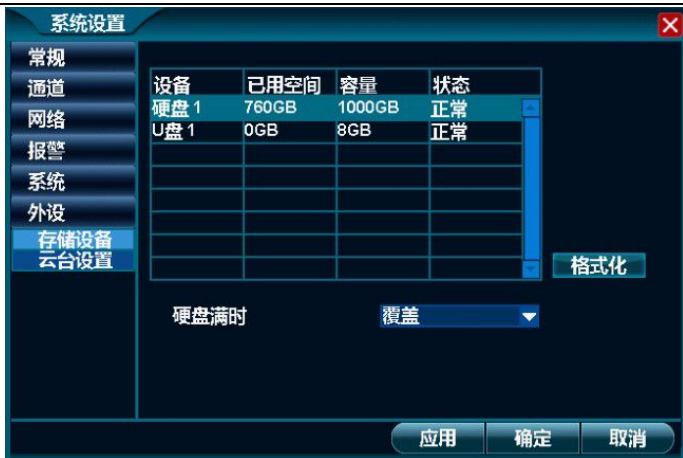 系统设置
常规
通道
网络
报警
系统
外设
存储设备
云台设置
设备 已用空间 容量 状态
硬盘1 760GB 1000GB 正常
U盘1 0GB 8GB 正常
格式化
硬盘满时 覆盖
应用 确定 取消